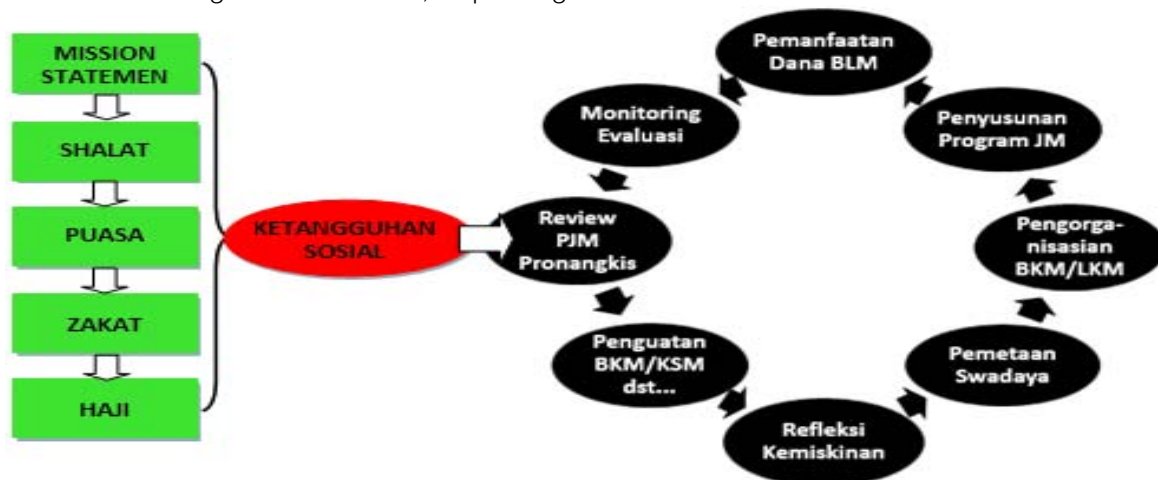 MISSION
STATEMEN
SHALAT
PUASA
ZAKAT
HAJI
KETANGGUHAN
SOSIAL
Review
PJM
Pronangkis
Penguatan
BKM/KSM
dst...
Refleksi
Kemiskinan
Pemetaan
Swadaya
Pengorga-
nisasian
BKM/LKM
Penyusunan
Program JM
Pemanfaatan
Dana BLM
Monitoring
Evaluasi